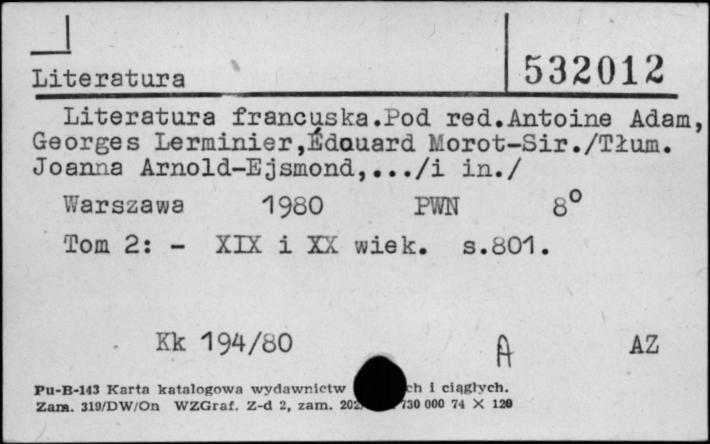 532012
Literatura
Literatura francuska.Pod red.Antoine Adam,
Georges Lerminier,Édouard Morot-Sir./Tłum.
Joanna Arnold-Ejsmond,.../i in./
Warszawa 1980 PWN 8°
Tom 2: - XIX i XX wiek. s.801.
Kk 194/80 A AZ
Pu-B-143 Karta katalogowa wydawnictw i ciągłych.
Zam. 319/DW/On WZGraf. Z-d 2, zam. 730 000 74 X 120